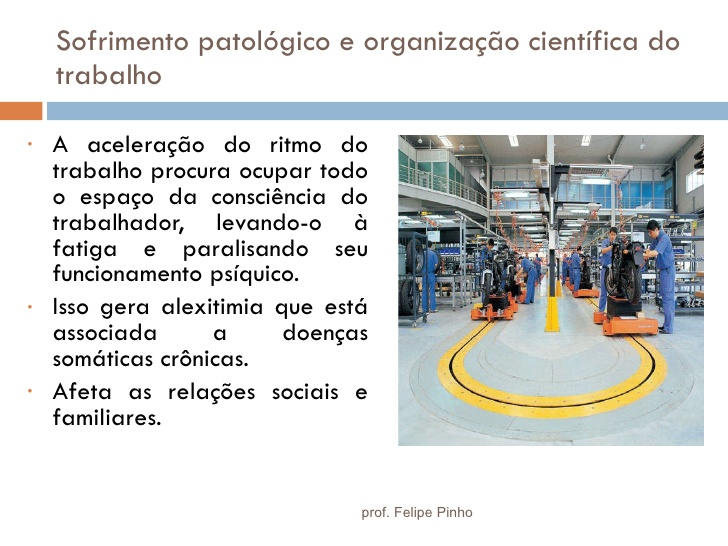 Sofrimento patológico e organização científica do
trabalho
• A aceleração do ritmo do
trabalho procura ocupar todo
o espaço da consciência do
trabalhador, levando-o à
fatiga e paralisando seu
funcionamento psíquico.
• Isso gera alexitimia que está
associada a doenças
somáticas crônicas.
• Afeta as relações sociais e
familiares.
prof. Felipe Pinho